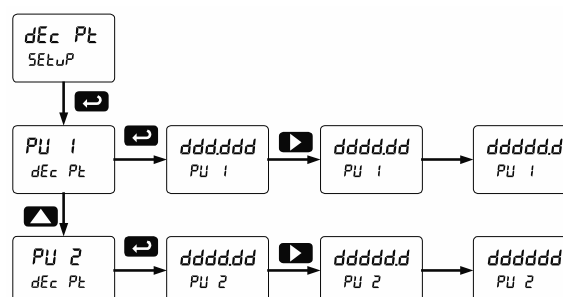 dEc Pt
SEtuP
PU 1
dEc Pt
ddd.ddd
PU 1
dddd.dd
PU 1
ddddd.d
PU 1
PU 2
dEc Pt
dddd.dd
PU 2
ddddd.d
PU 2
dddddd
PU 2